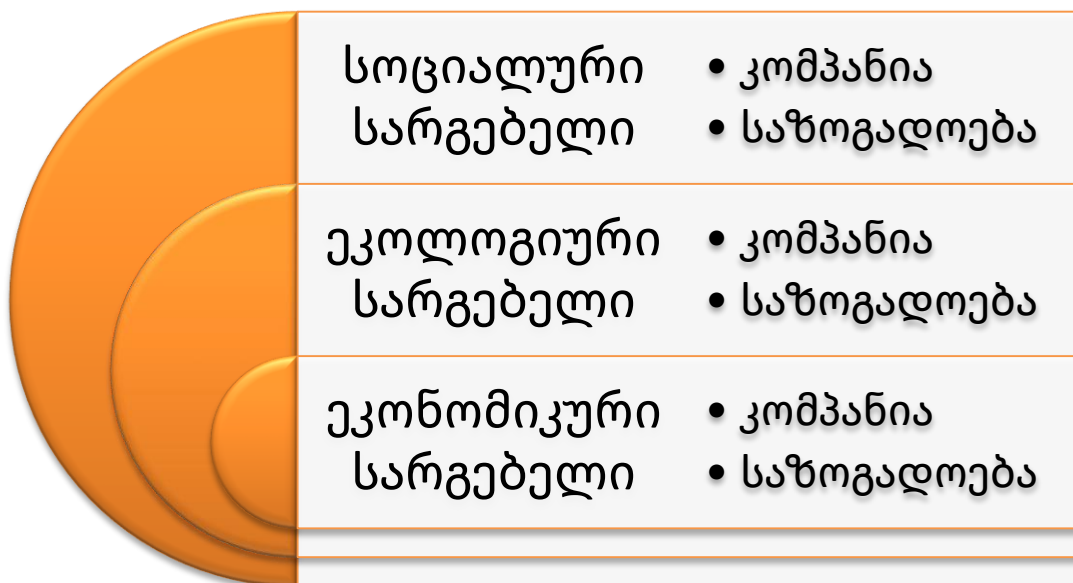 სოციალური
სარგებელი
• კომპანია
• საზოგადოება
ეკოლოგიური
სარგებელი
• კომპანია
• საზოგადოება
ეკონომიკური
სარგებელი
• კომპანია
• საზოგადოება